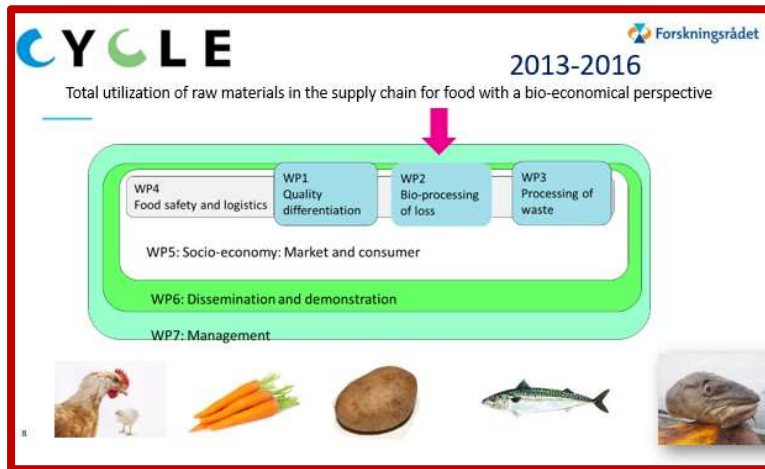 CYCLE
Forskningsrådet
2013-2016
Total utilization of raw materials in the supply chain for food with a bio-economical perspective
WP4
Food safety and logistics
WP1
Quality
differentiation
WP2
Bio-processing
of loss
WP3
Processing of
waste
WP5: Socio-economy: Market and consumer
WP6: Dissemination and demonstration
WP7: Management
8